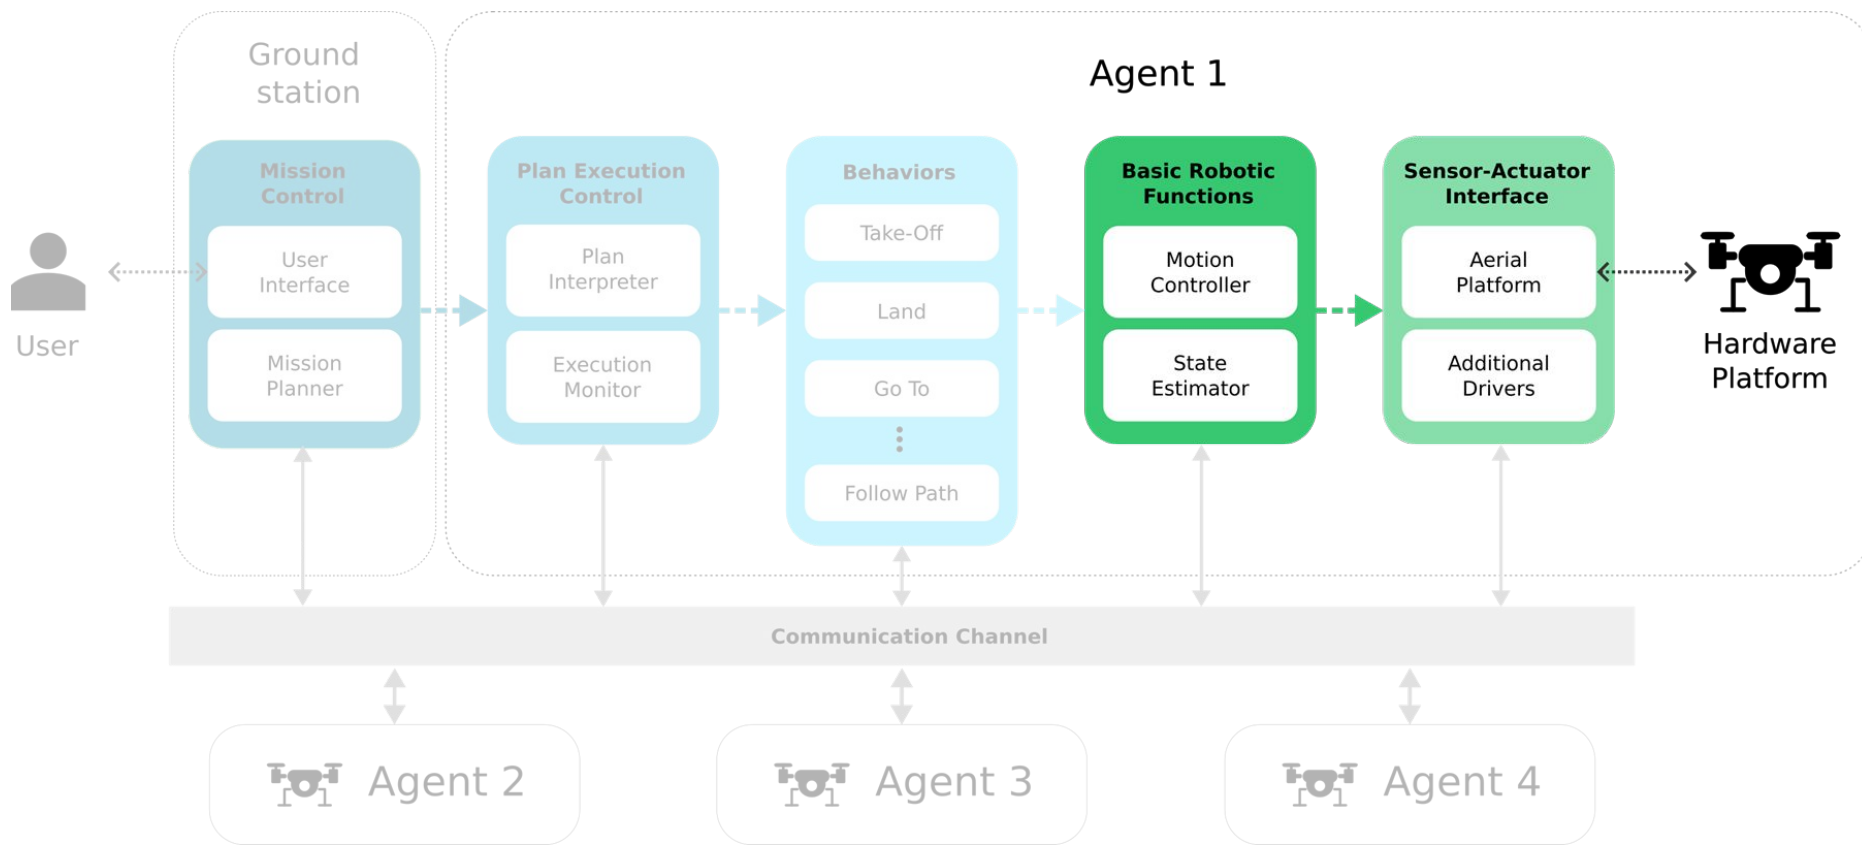 Ground
station
Agent 1
Mission
Control
User
Interface
Mission
Planner
Plan Execution
Control
Plan
Interpreter
Execution
Monitor
Behaviors
Take-Off
Land
Go To
Follow Path
Basic Robotic
Functions
Motion
Controller
State
Estimator
Sensor-Actuator
Interface
Aerial
Platform
Additional
Drivers
User
Hardware
Platform
Communication Channel
Agent 2
Agent 3
Agent 4